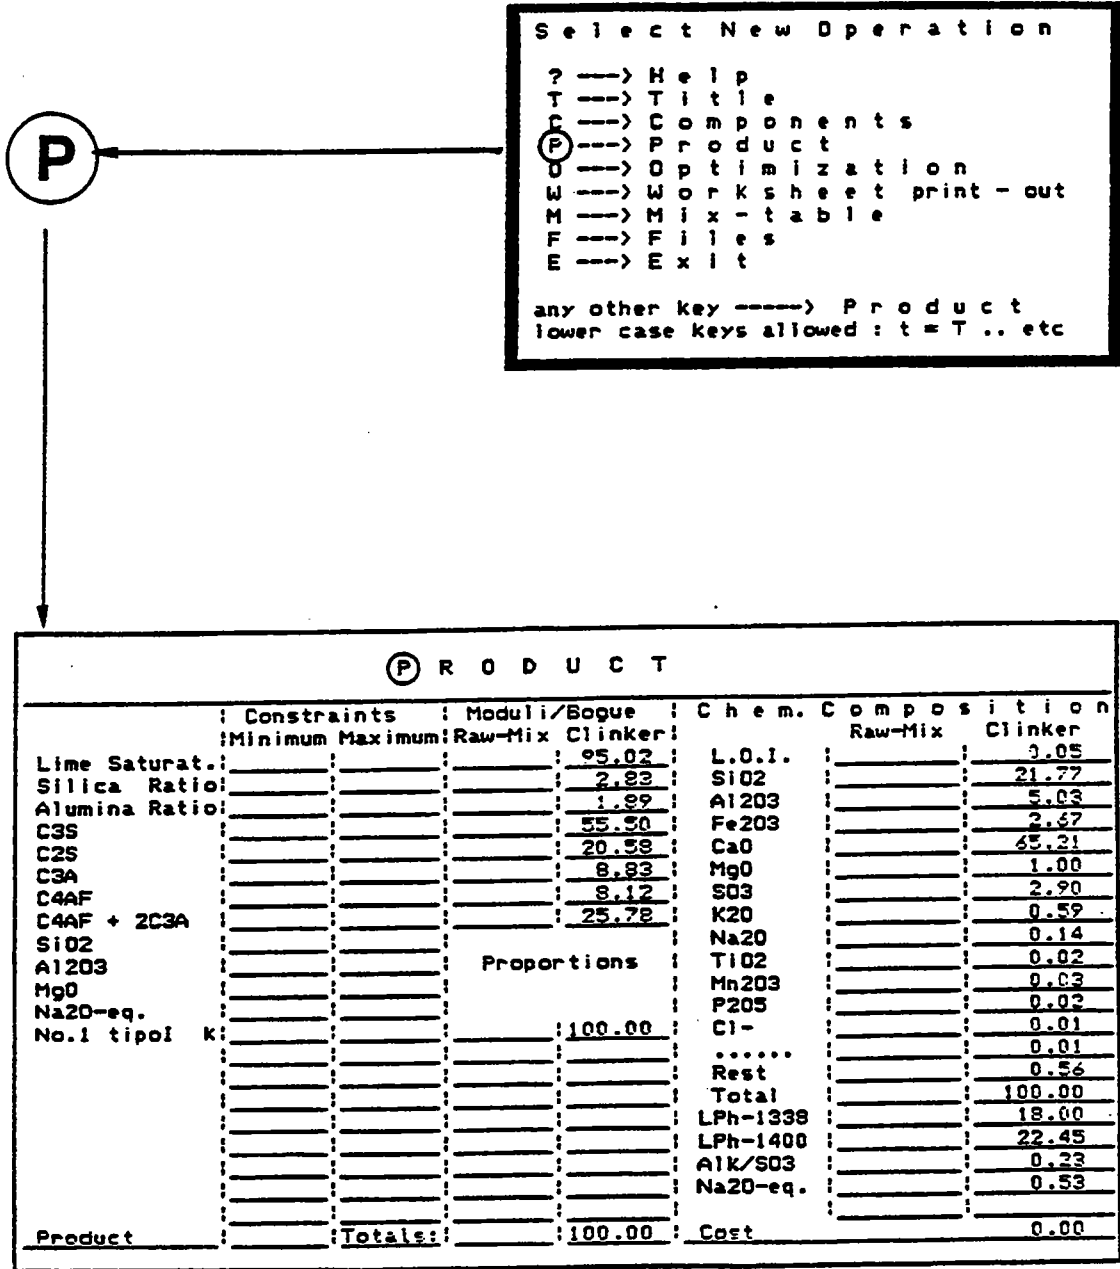 Select New Operation
? ---> Help
T ---> Title
C ---> Components
P ---> Product
O ---> Optimization
W ---> Worksheet print - out
M ---> Mix - table
F ---> Files
E ---> Exit
any other key -----> Product
lower case keys allowed : t = T .. etc
P
PRODUCT
Constraints Moduli/Bogue Chem. Composition
Minimum Maximum Raw-Mix Clinker Raw-Mix Clinker
Lime Saturat. 95.02 L.O.I. 0.05
Silica Ratio 2.83 SiO2 21.77
Alumina Ratio 1.89 Al2O3 5.03
C3S 55.50 Fe2O3 2.67
C2S 20.58 CaO 65.21
C3A 8.83 MgO 1.00
C4AF 8.12 SO3 2.90
C4AF + 2C3A 25.78 K2O 0.59
SiO2 Na2O 0.14
Al2O3 Proportions TiO2 0.02
MgO Mn2O3 0.03
Na2O-eq. P2O5 0.02
No.1 tipoI K 100.00 Cl- 0.01
...... 0.01
Rest 0.56
Total 100.00
LPh-1338 18.00
LPh-1400 22.45
Alk/SO3 0.23
Na2O-eq. 0.53
Product Totals: 100.00 Cost 0.00